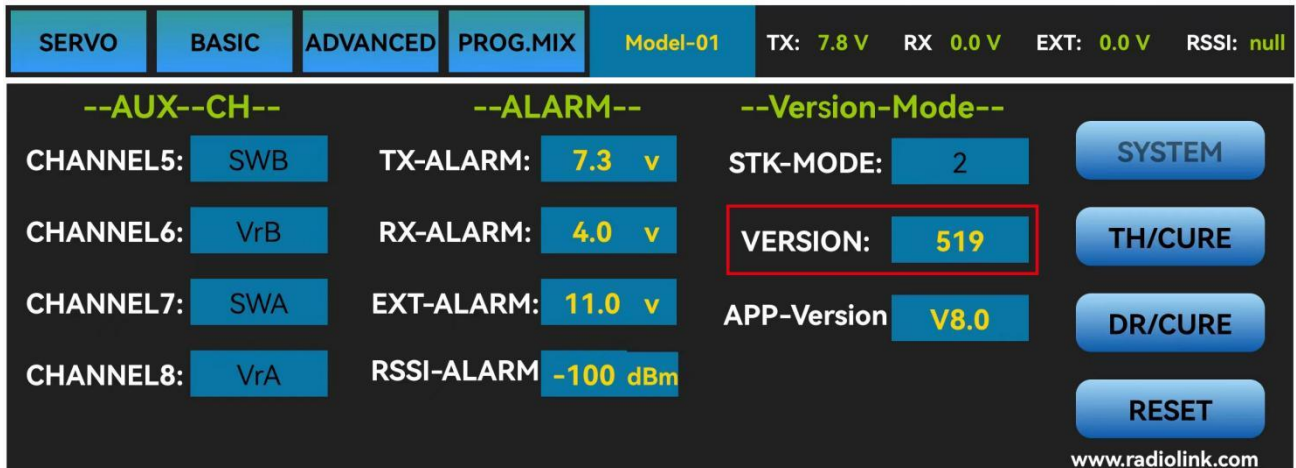 SERVO BASIC ADVANCED PROG.MIX Model-01 TX: 7.8 V RX 0.0 V EXT: 0.0 V RSSI: null
--AUX--CH-- --ALARM-- --Version-Mode--
CHANNEL5: SWB TX-ALARM: 7.3 v STK-MODE: 2 SYSTEM
CHANNEL6: VrB RX-ALARM: 4.0 v VERSION: 519 TH/CURE
CHANNEL7: SWA EXT-ALARM: 11.0 v APP-Version V8.0 DR/CURE
CHANNEL8: VrA RSSI-ALARM -100 dBm RESET
www.radiolink.com